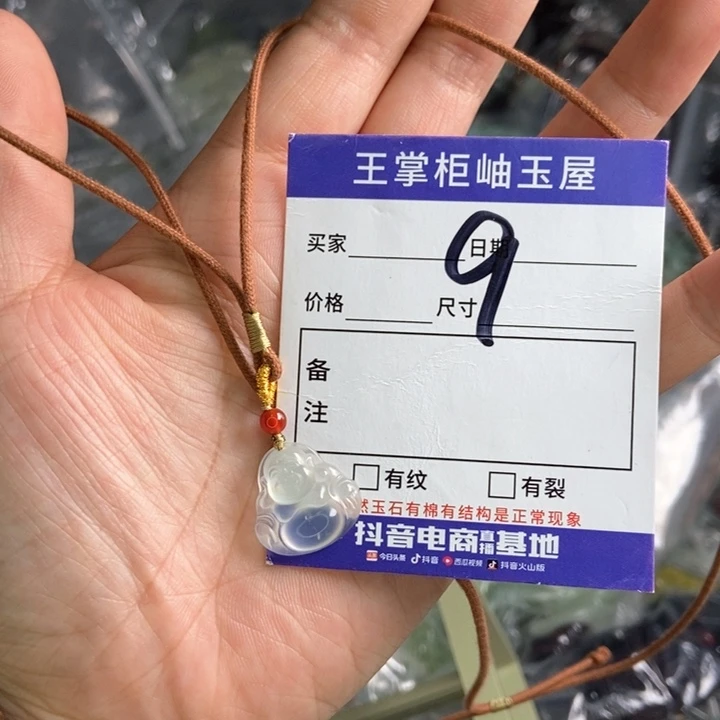 王掌柜岫玉屋
买家 日期
9
价格 尺寸
备
注
有纹 有裂
然玉石有棉有结构是正常现象
抖音电商直播基地
今日头条 抖音 西瓜视频 抖音火山版